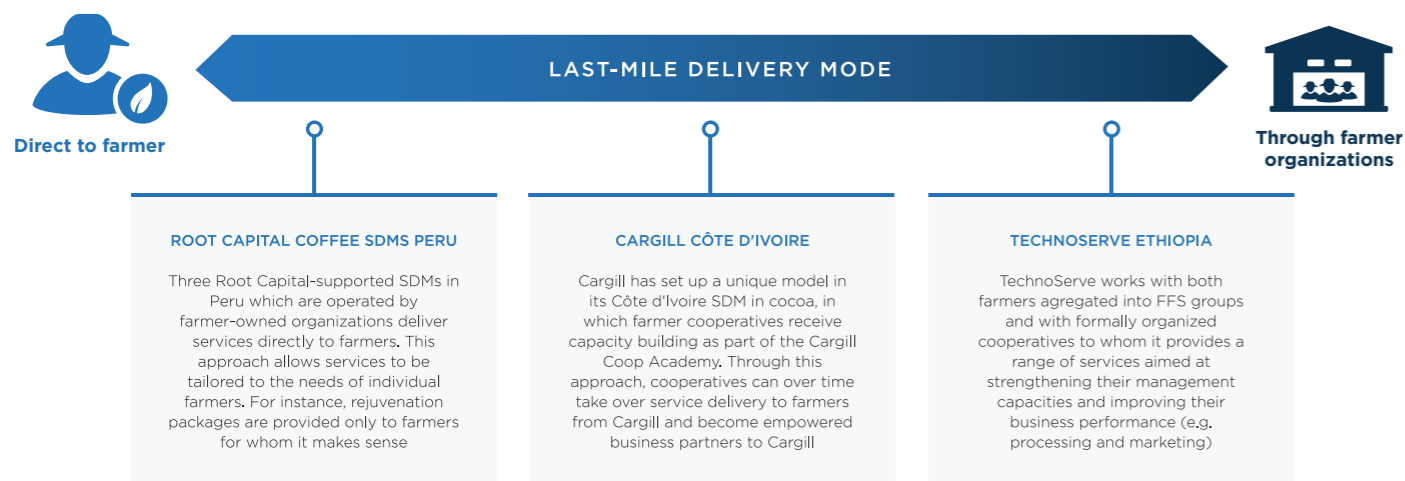 LAST-MILE DELIVERY MODE
Direct to farmer
Through farmer
organizations
ROOT CAPITAL COFFEE SDMS PERU
Three Root Capital-supported SDMs in
Peru which are operated by
farmer-owned organizations deliver
services directly to farmers. This
approach allows services to be
tailored to the needs of individual
farmers. For instance, rejuvenation
packages are provided only to farmers
for whom it makes sense
CARGILL CÔTE D'IVOIRE
Cargill has set up a unique model in
its Côte d'Ivoire SDM in cocoa, in
which farmer cooperatives receive
capacity building as part of the Cargill
Coop Academy. Through this
approach, cooperatives can over time
take over service delivery to farmers
from Cargill and become empowered
business partners to Cargill
TECHNOSERVE ETHIOPIA
TechnoServe works with both
farmers agregated into FFS groups
and with formally organized
cooperatives to whom it provides a
range of services aimed at
strengthening their management
capacities and improving their
business performance (e.g.
processing and marketing)